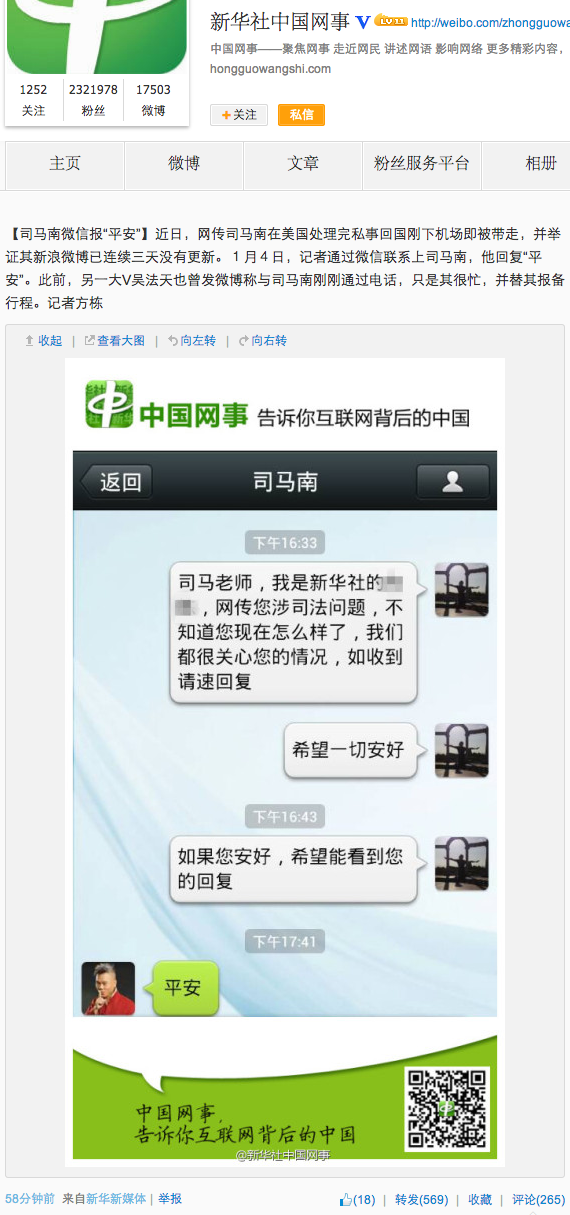 新华社中国网事 V LV11 http://weibo.com/zhongguowa
中国网事——聚焦网事 走近网民 讲述网语 影响网络 更多精彩内容，
hongguowangshi.com
1252 2321978 17503
关注 粉丝 微博
+关注 私信
主页 微博 文章 粉丝服务平台 相册
【司马南微信报“平安”】近日，网传司马南在美国处理完私事回国刚下机场即被带走，并举
证其新浪微博已连续三天没有更新。１月４日，记者通过微信联系上司马南，他回复“平
安”。此前，另一大V吴法天也曾发微博称与司马南刚刚通过电话，只是其很忙，并替其报备
行程。记者方栋
收起 | 查看大图 | 向左转 | 向右转
中国网事 告诉你互联网背后的中国
返回 司马南
下午16:33
司马老师，我是新华社的
，网传您涉司法问题，不
知道您现在怎么样了，我们
都很关心您的情况，如收到
请速回复
希望一切安好
下午16:43
如果您安好，希望能看到您
的回复
下午17:41
平安
中国网事，
告诉你互联网背后的中国
@新华社中国网事
58分钟前 来自新华新媒体 | 举报 (18) | 转发(569) | 收藏 | 评论(265)